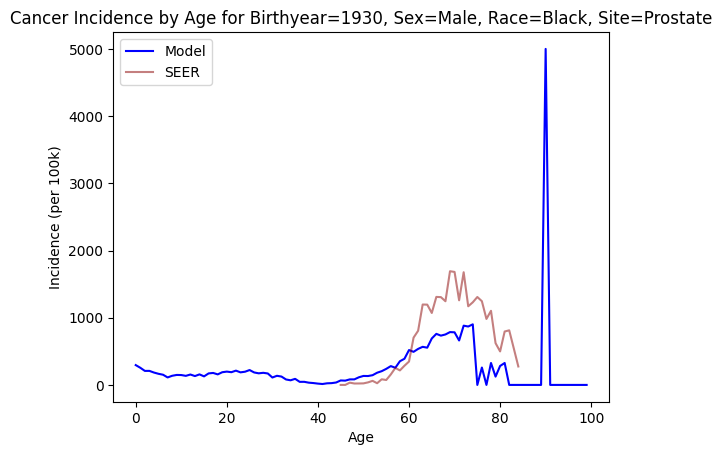 Cancer Incidence by Age for Birthyear=1930, Sex=Male, Race=Black, Site=Prostate
Model
SEER
5000
4000
3000
2000
1000
0
Incidence (per 100k)
0 20 40 60 80 100
Age